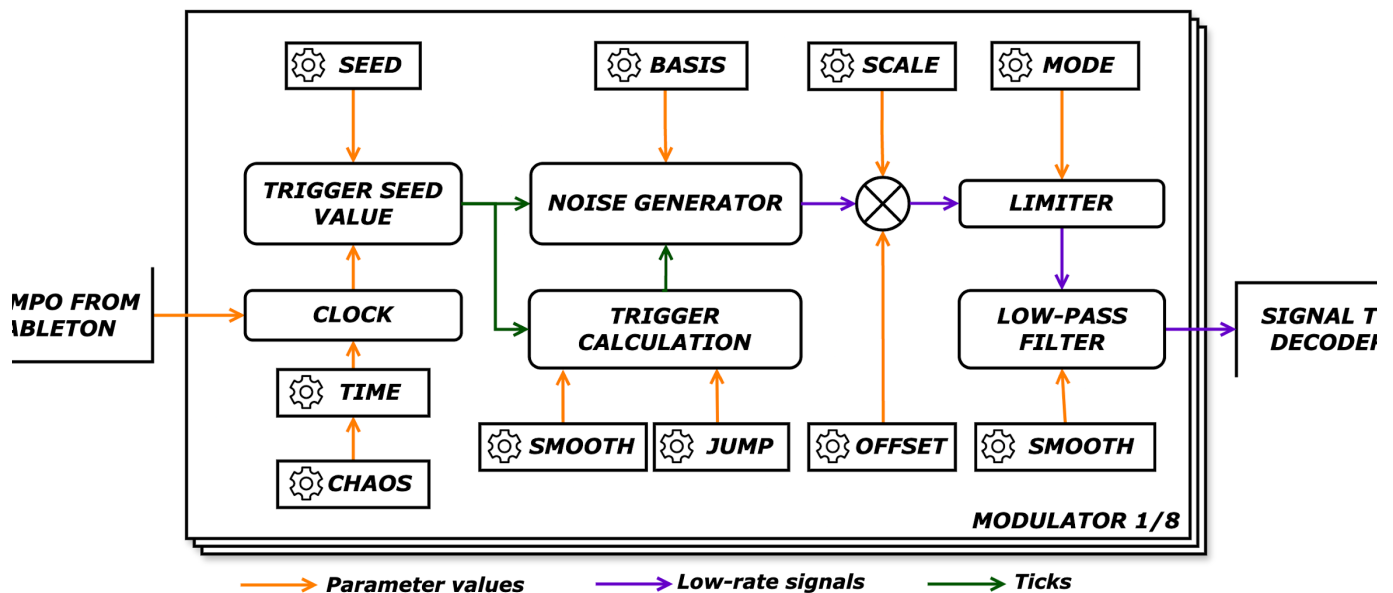 SEED
BASIS
SCALE
MODE
TRIGGER SEED
VALUE
NOISE GENERATOR
LIMITER
MPO FROM
ABLETON
CLOCK
TRIGGER
CALCULATION
LOW-PASS
FILTER
SIGNAL T
DECODER
TIME
SMOOTH
JUMP
OFFSET
SMOOTH
CHAOS
MODULATOR 1/8
Parameter values
Low-rate signals
Ticks